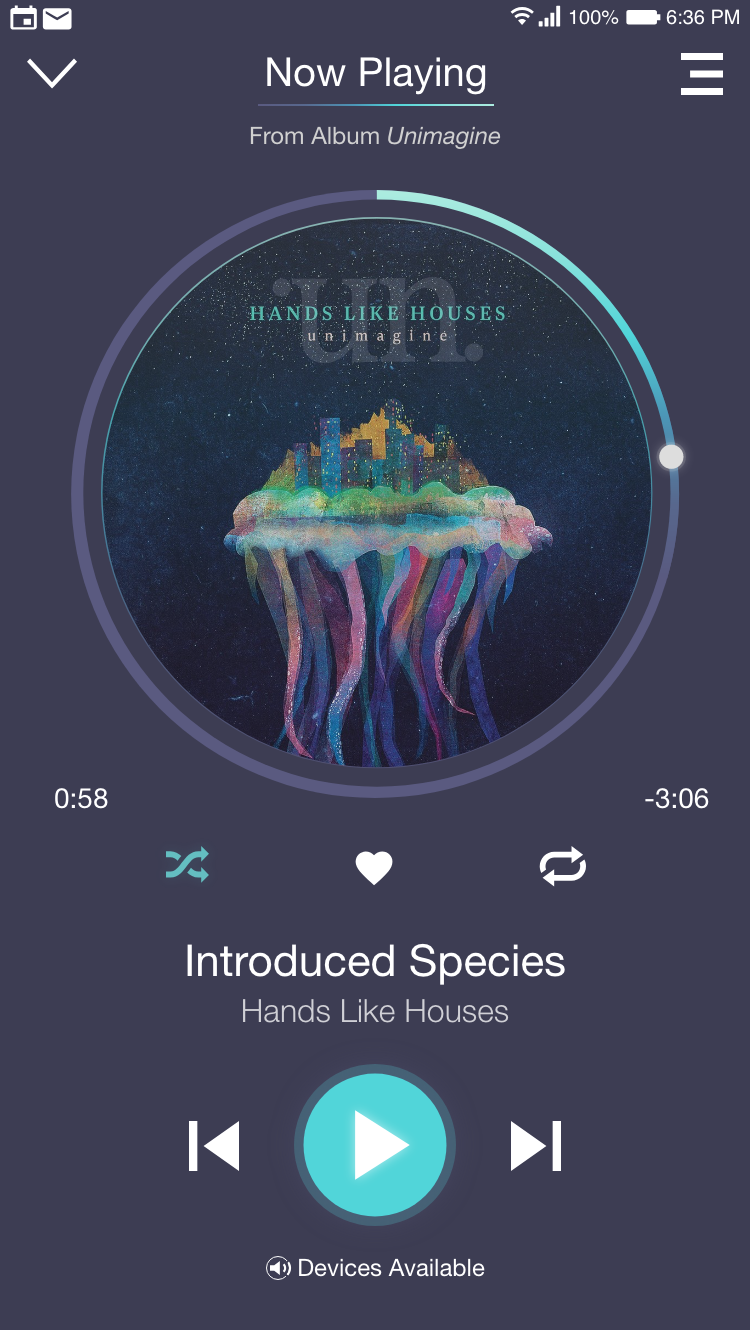 100% 6:36 PM
Now Playing
From Album Unimagine
un.
HANDS LIKE HOUSES
unimagine
0:58
-3:06
Introduced Species
Hands Like Houses
Devices Available